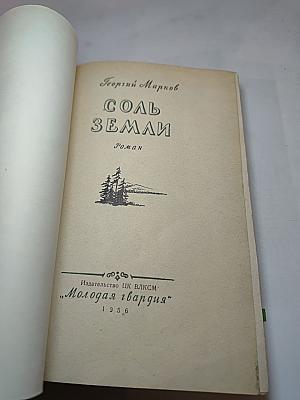 Георгий Марков
СОЛЬ
ЗЕМЛИ
Роман
Издательство ЦК ВЛКСМ
„Молодая гвардия“
1956